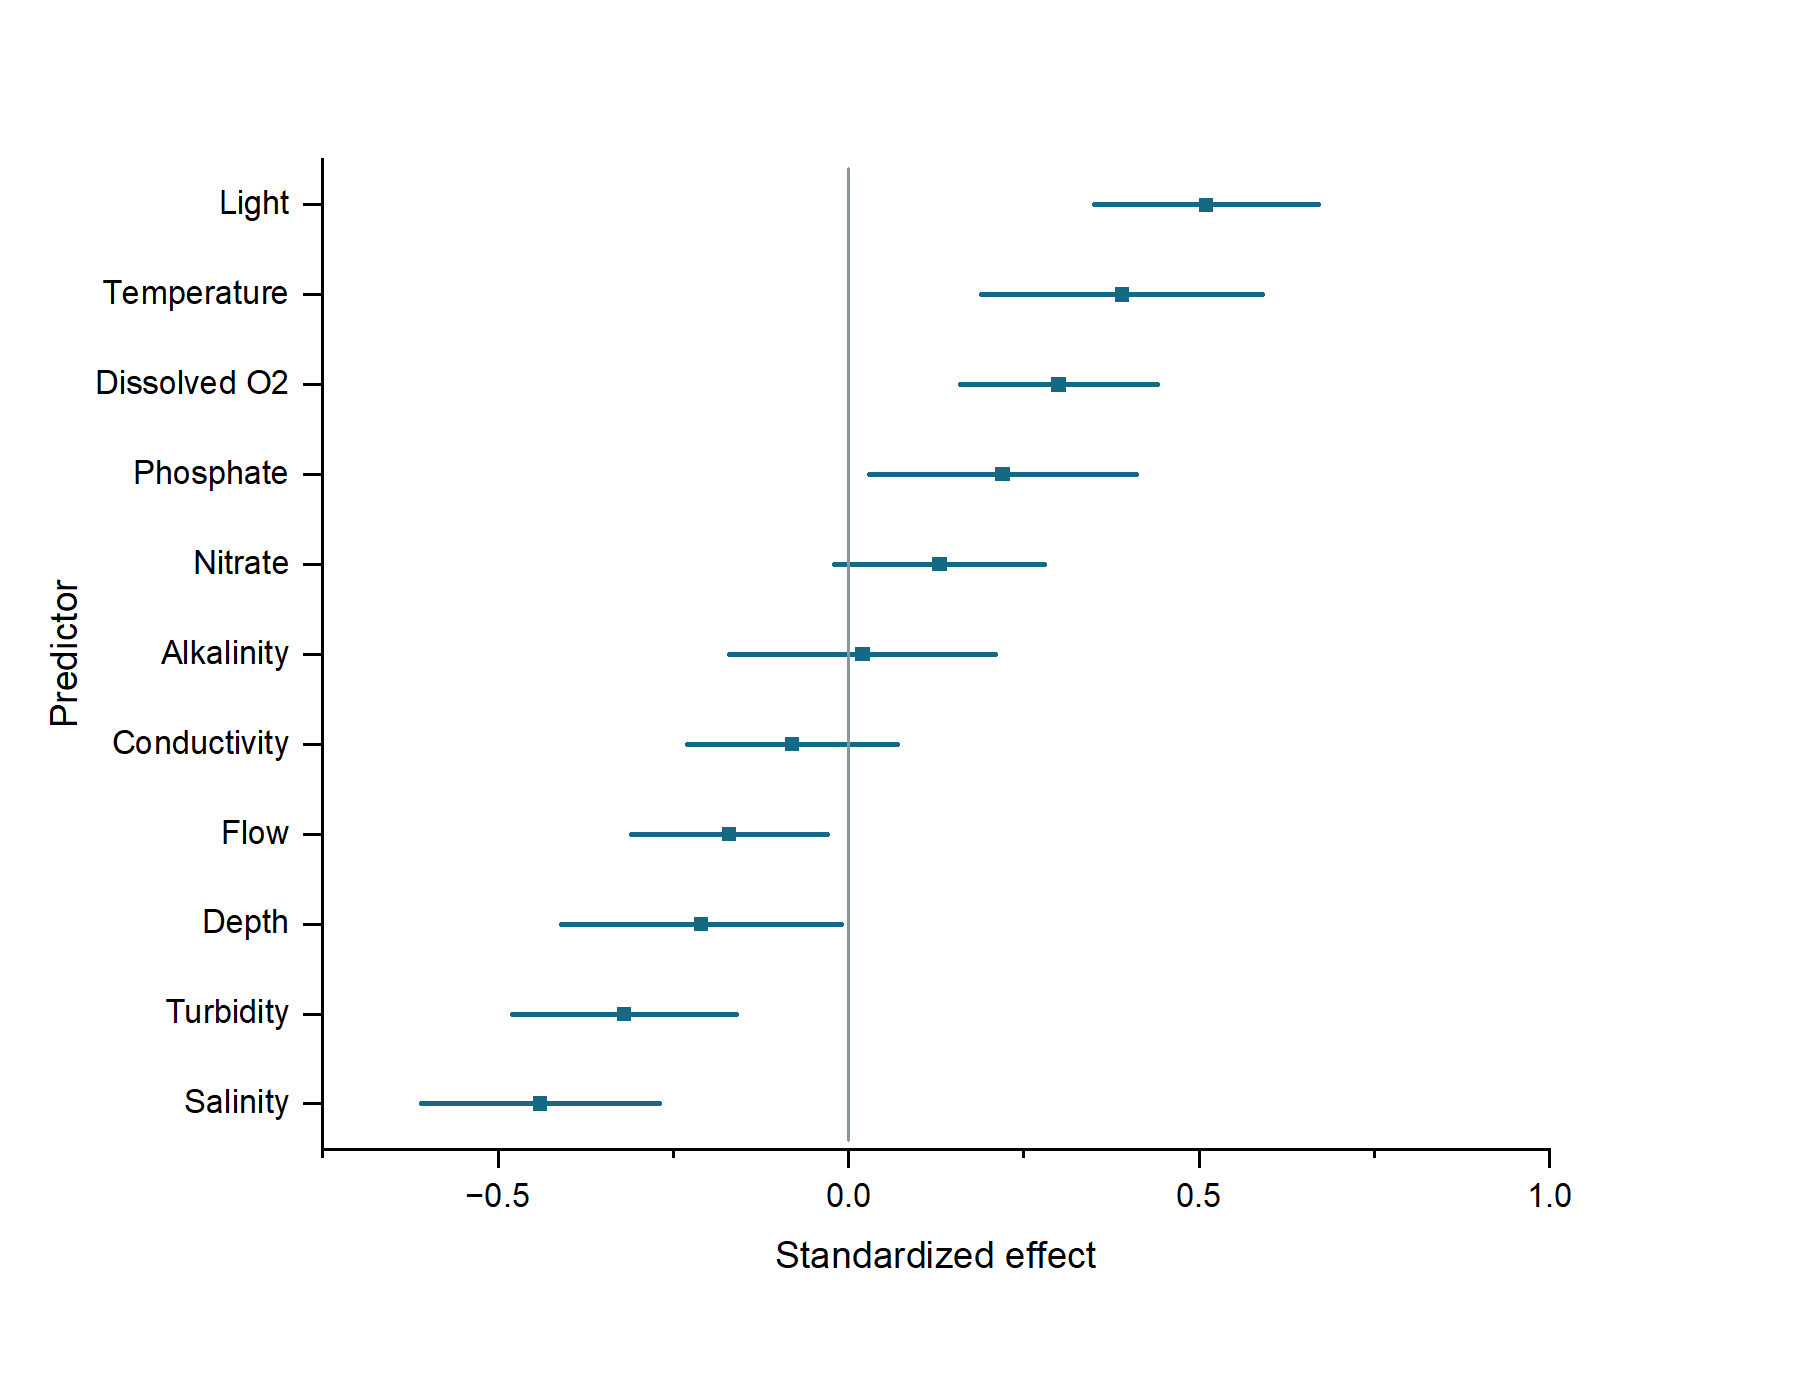 Light
Temperature
Dissolved O2
Phosphate
Nitrate
Alkalinity
Conductivity
Flow
Depth
Turbidity
Salinity
Predictor
−0.5 0.0 0.5 1.0
Standardized effect